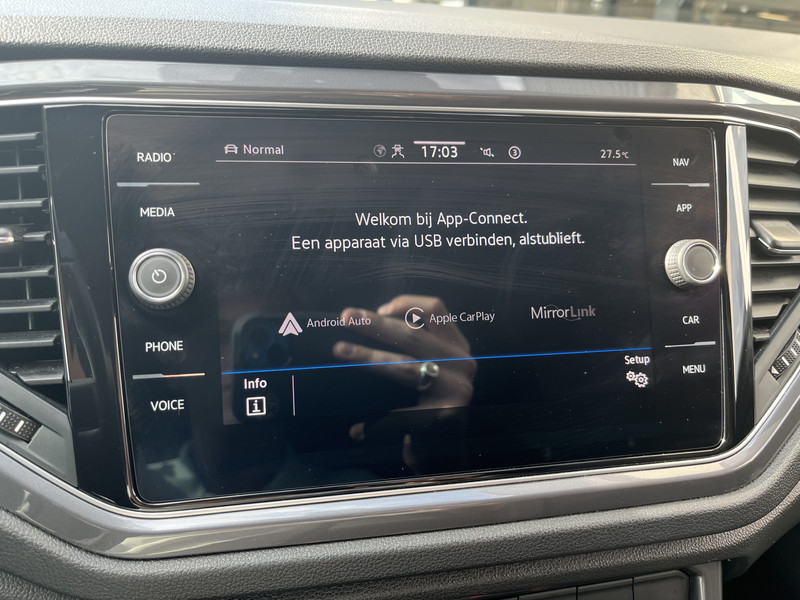 RADIO
MEDIA
PHONE
VOICE
Normal
17:03
3
27.5°C
Welkom bij App-Connect.
Een apparaat via USB verbinden, alstublieft.
Android Auto
Apple CarPlay
MirrorLink
Info
i
Setup
NAV
APP
CAR
MENU